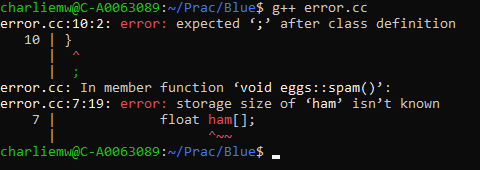 charliemw@C-A0063089:~/Prac/Blue$ g++ error.cc
error.cc:10:2: error: expected ‘;’ after class definition
   10 | }
      |  ^
      |  ;
error.cc: In member function ‘void eggs::spam()’:
error.cc:7:19: error: storage size of ‘ham’ isn’t known
    7 |             float ham[];
      |                   ^~~
charliemw@C-A0063089:~/Prac/Blue$